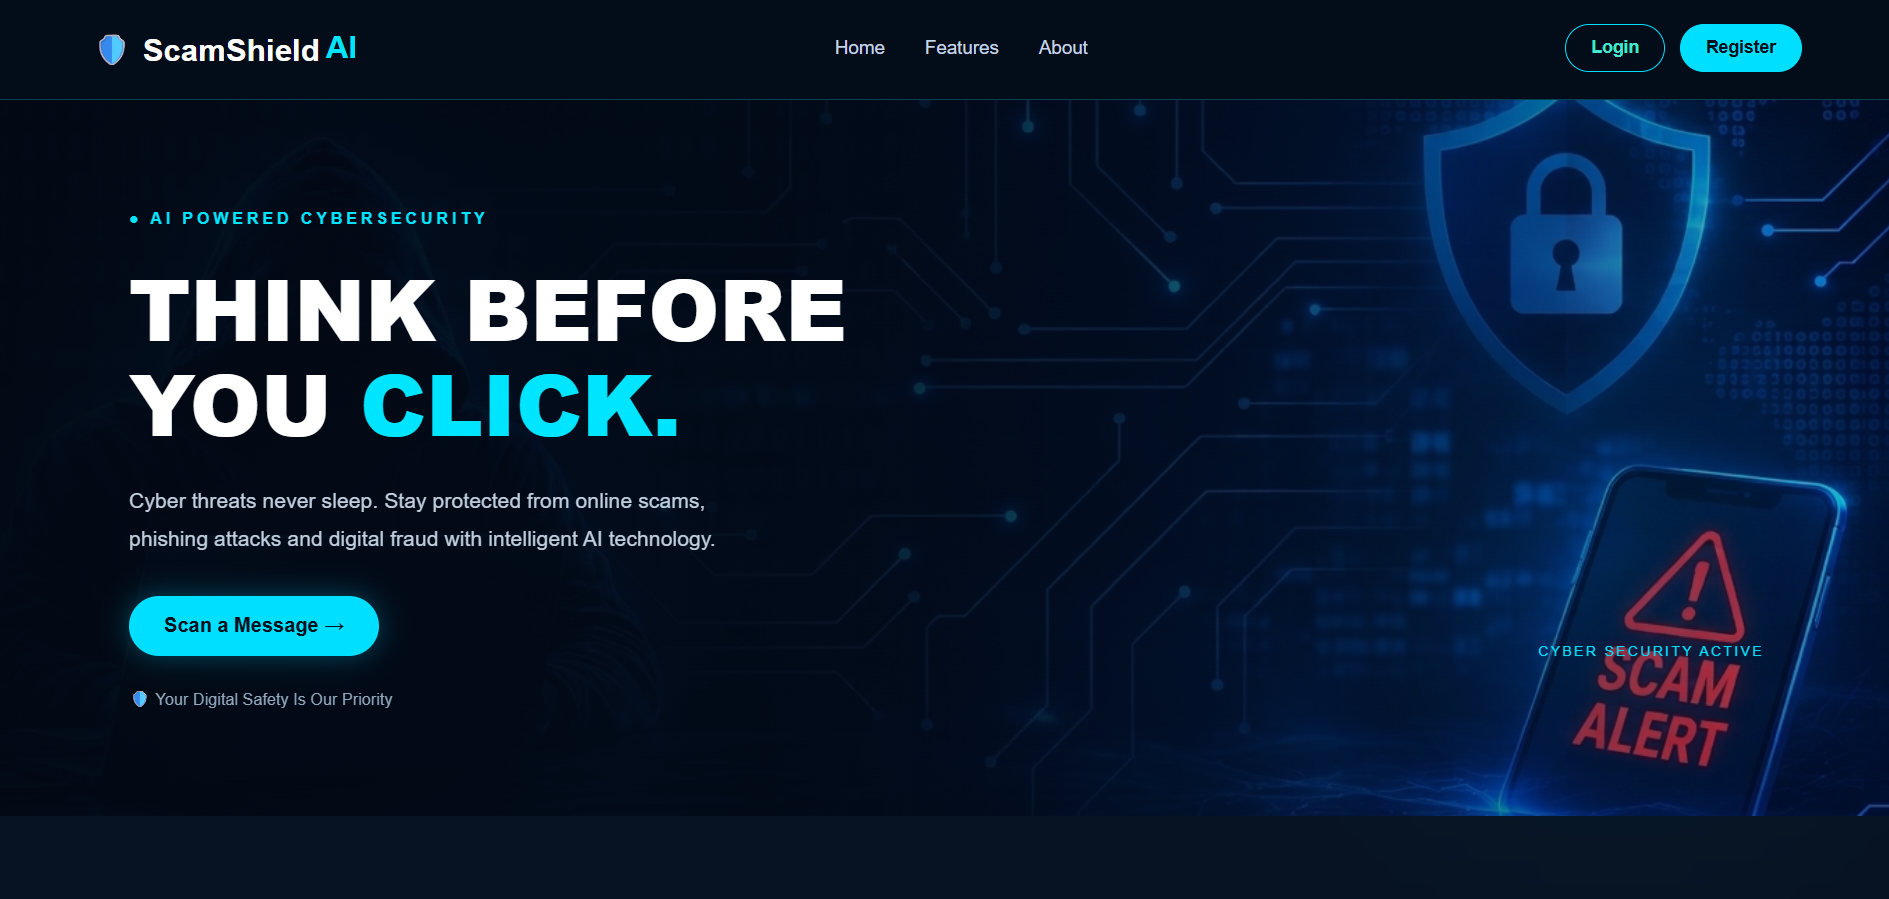 ScamShield AI
Home
Features
About
Login
Register
• AI POWERED CYBERSECURITY
THINK BEFORE
YOU CLICK.
Cyber threats never sleep. Stay protected from online scams,
phishing attacks and digital fraud with intelligent AI technology.
Scan a Message →
Your Digital Safety Is Our Priority
CYBER SECURITY ACTIVE
SCAM
ALERT